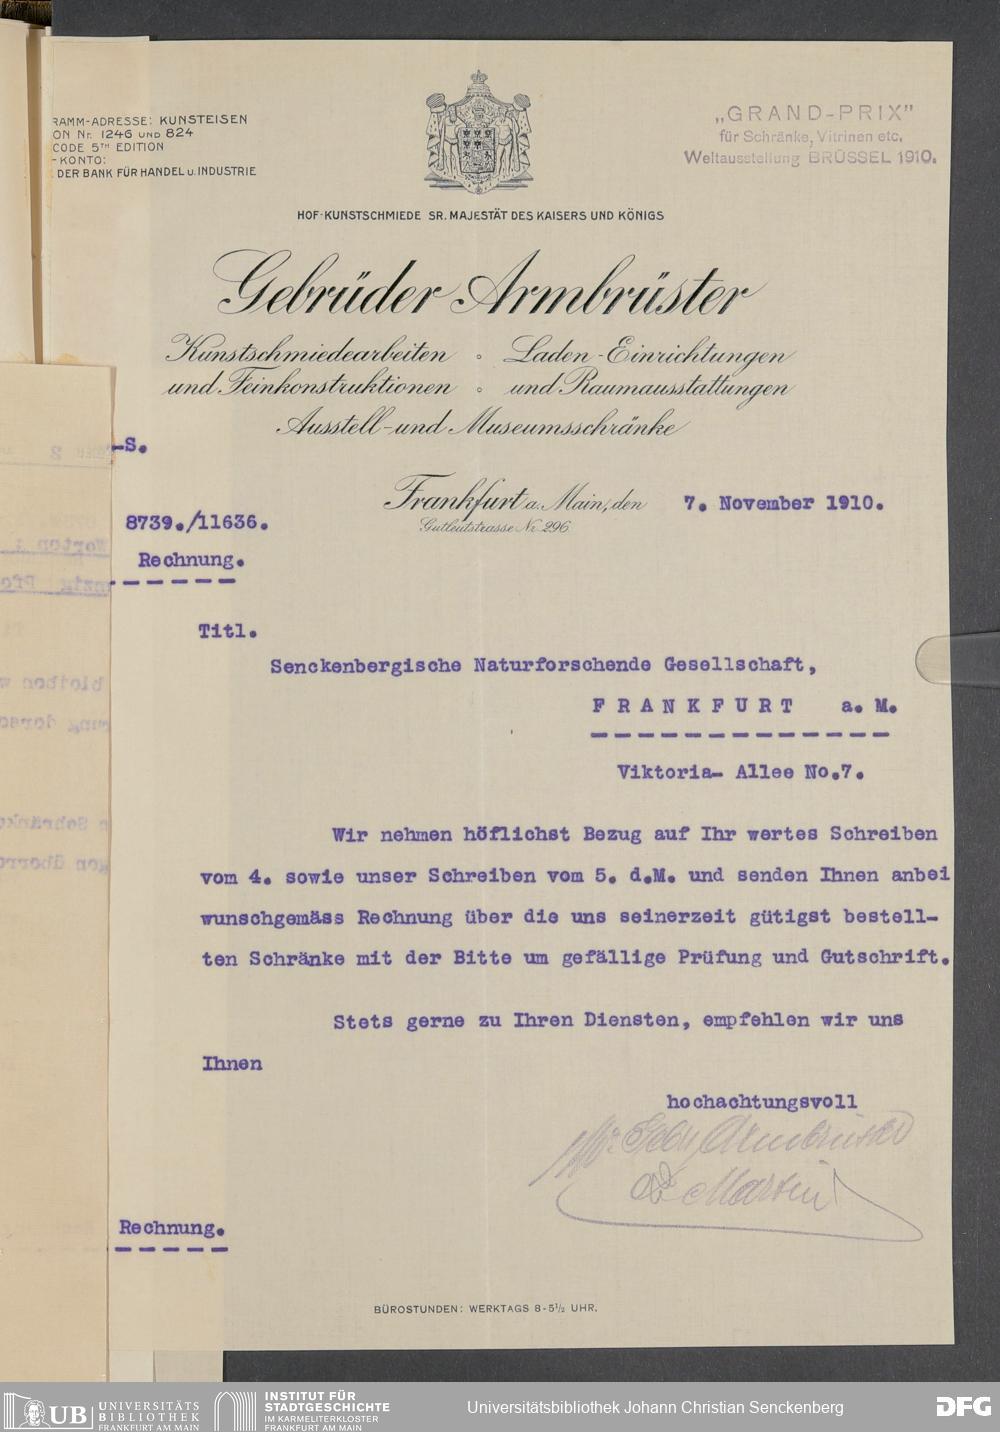 RAMM-ADRESSE: KUNSTEISEN
ON Nr. 1246 UND 824
CODE 5TH EDITION
-KONTO:
DER BANK FÜR HANDEL u. INDUSTRIE
„GRAND-PRIX"
für Schränke, Vitrinen etc.
Weltausstellung BRÜSSEL 1910.
HOF-KUNSTSCHMIEDE SR. MAJESTÄT DES KAISERS UND KÖNIGS
Gebrüder Armbrüster
Kunstschmiedearbeiten ∘ Laden-Einrichtungen
und Feinkonstruktionen ∘ und Raumausstattungen
Ausstell- und Museumsschränke
-S.
Frankfurt a. Main, den 7. November 1910.
Gutleutstrasse Nr. 296
8739./11636.
Rechnung.
Titl.
Senckenbergische Naturforschende Gesellschaft,
FRANKFURT a. M.
Viktoria- Allee No.7.
Wir nehmen höflichst Bezug auf Ihr wertes Schreiben
vom 4. sowie unser Schreiben vom 5. d.M. und senden Ihnen anbei
wunschgemäss Rechnung über die uns seinerzeit gütigst bestell-
ten Schränke mit der Bitte um gefällige Prüfung und Gutschrift.
Stets gerne zu Ihren Diensten, empfehlen wir uns
Ihnen
hochachtungsvoll
Gebr. Armbrüster
Martin
Rechnung.
BÜROSTUNDEN: WERKTAGS 8-5½ UHR.
UB UNIVERSITÄTS
BIBLIOTHEK
FRANKFURT AM MAIN
INSTITUT FÜR
STADTGESCHICHTE
IM KARMELITERKLOSTER
FRANKFURT AM MAIN
Universitätsbibliothek Johann Christian Senckenberg
DFG